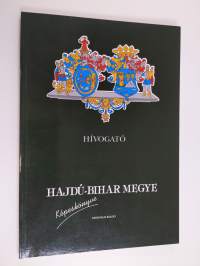 HÍVOGATÓ
HAJDÚ-BIHAR MEGYE
Képeskönyve